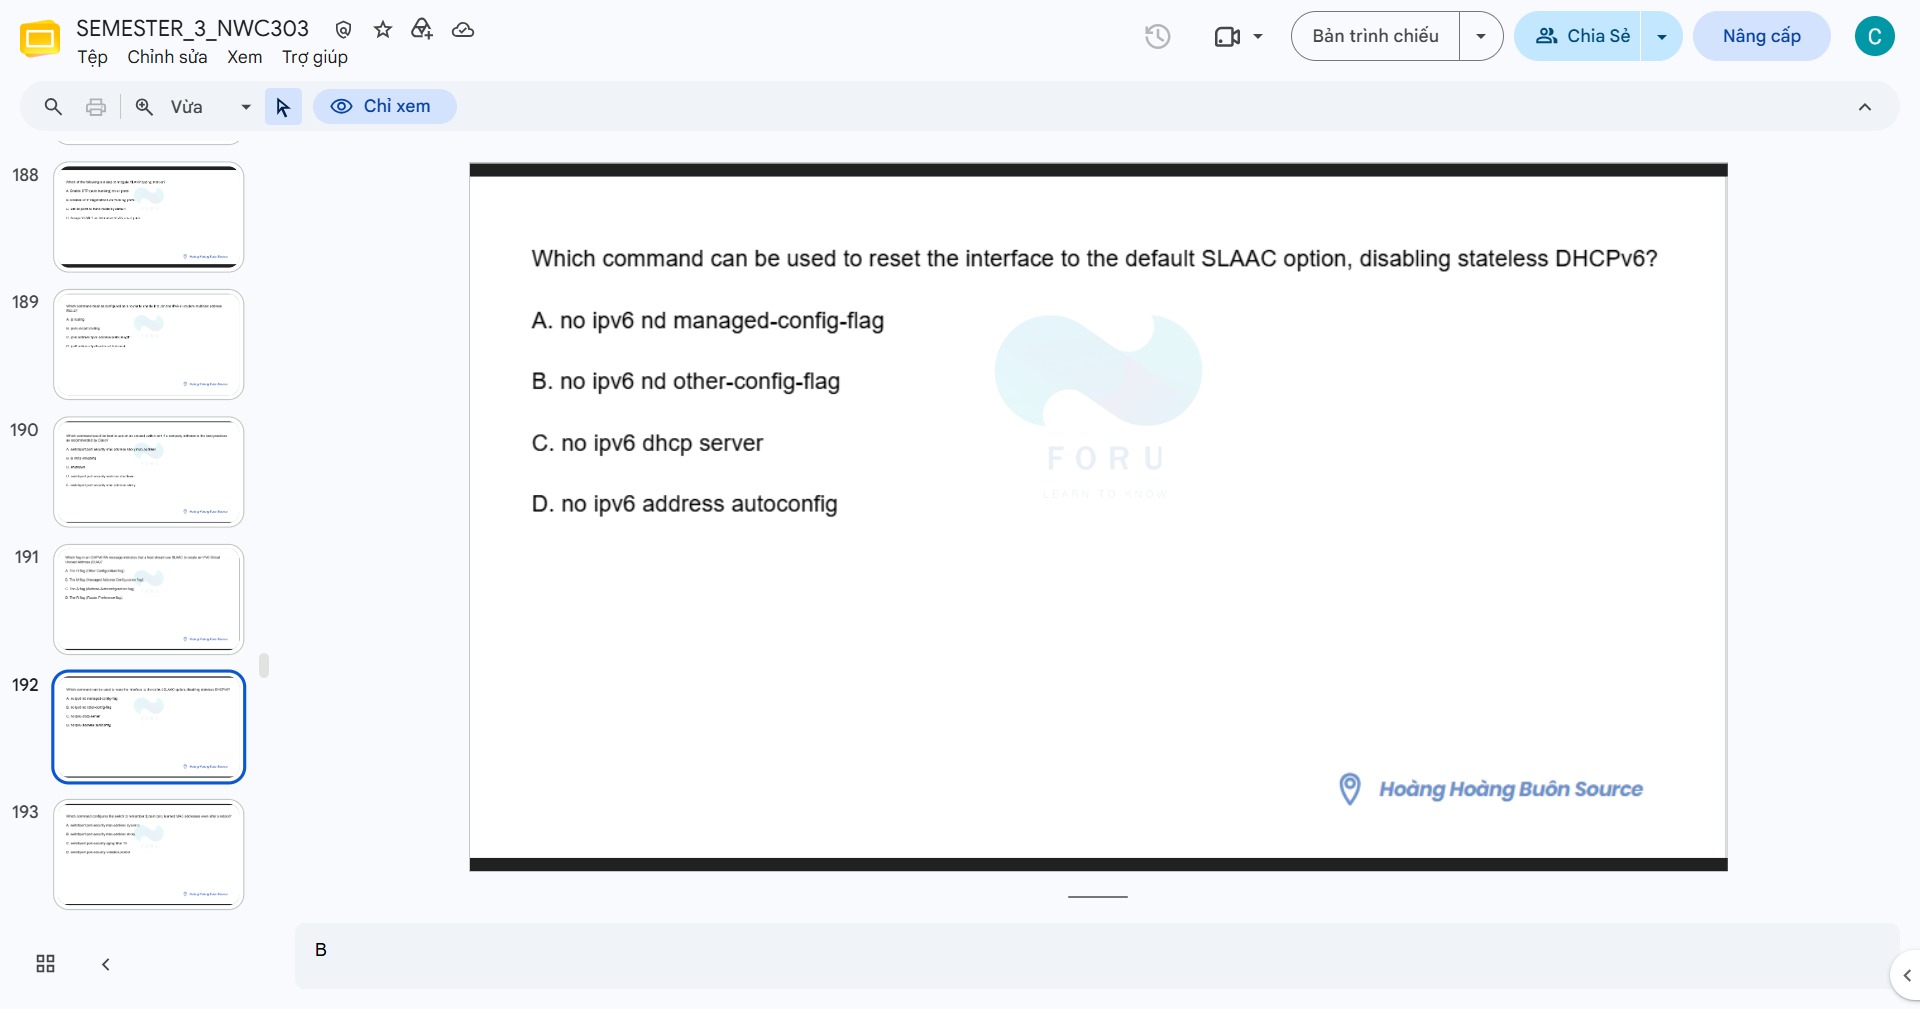 SEMESTER_3_NWC303
Tệp Chỉnh sửa Xem Trợ giúp
Bản trình chiếu
Chia Sẻ
Nâng cấp
C
Vừa
Chỉ xem
188
189
190
191
192
193
Which command can be used to reset the interface to the default SLAAC option, disabling stateless DHCPv6?
A. no ipv6 nd managed-config-flag
B. no ipv6 nd other-config-flag
C. no ipv6 dhcp server
D. no ipv6 address autoconfig
FORU
LEARN TO KNOW
Hoàng Hoàng Buôn Source
B